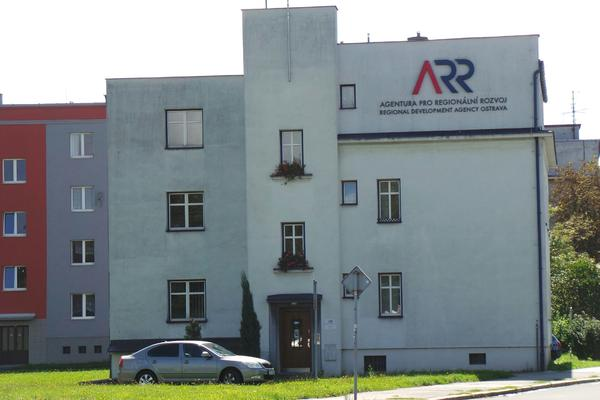 ARR
AGENTURA PRO REGIONÁLNÍ ROZVOJ
REGIONAL DEVELOPMENT AGENCY OSTRAVA